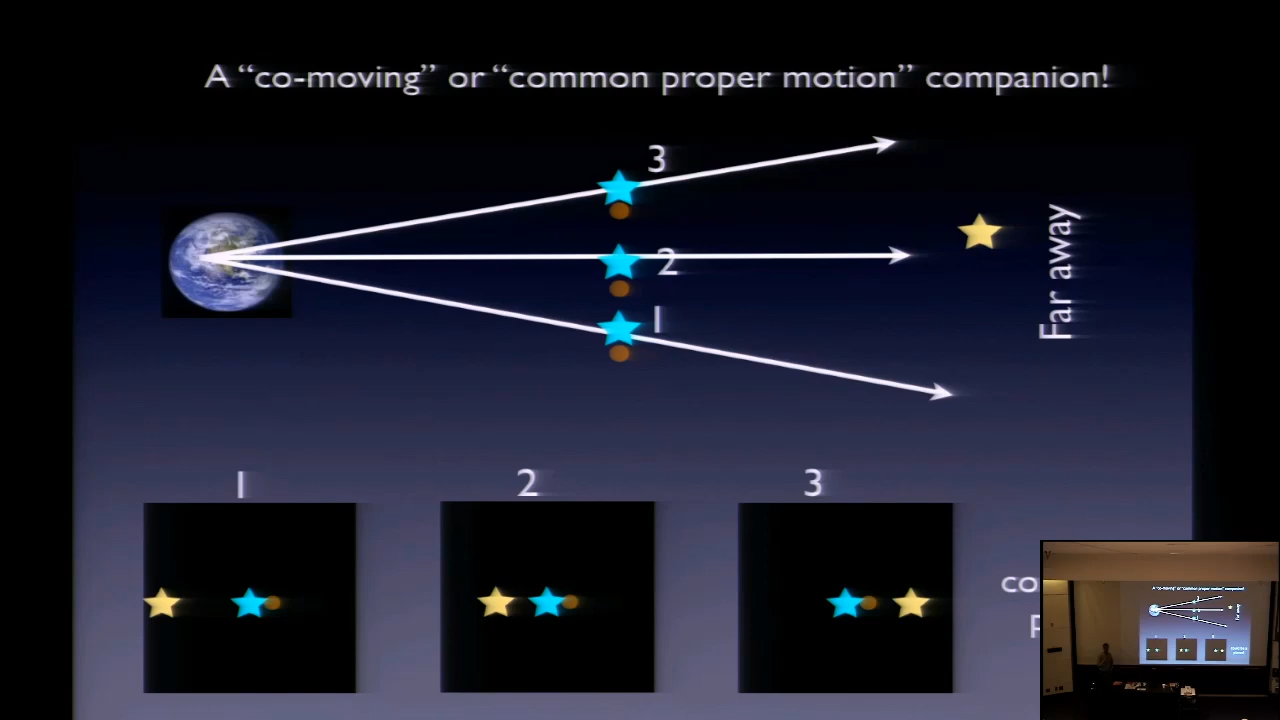 A “co-moving” or “common proper motion” companion!
3
2
1
Far away
1
2
3
co